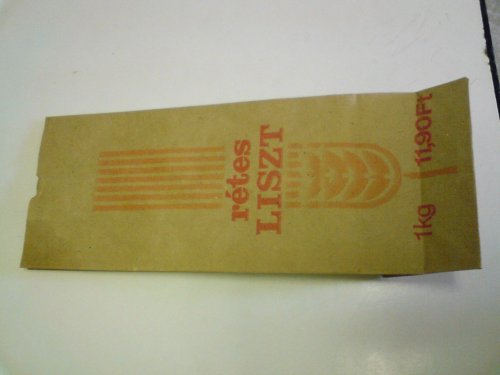 rétes
LISZT
1kg 11,90Ft